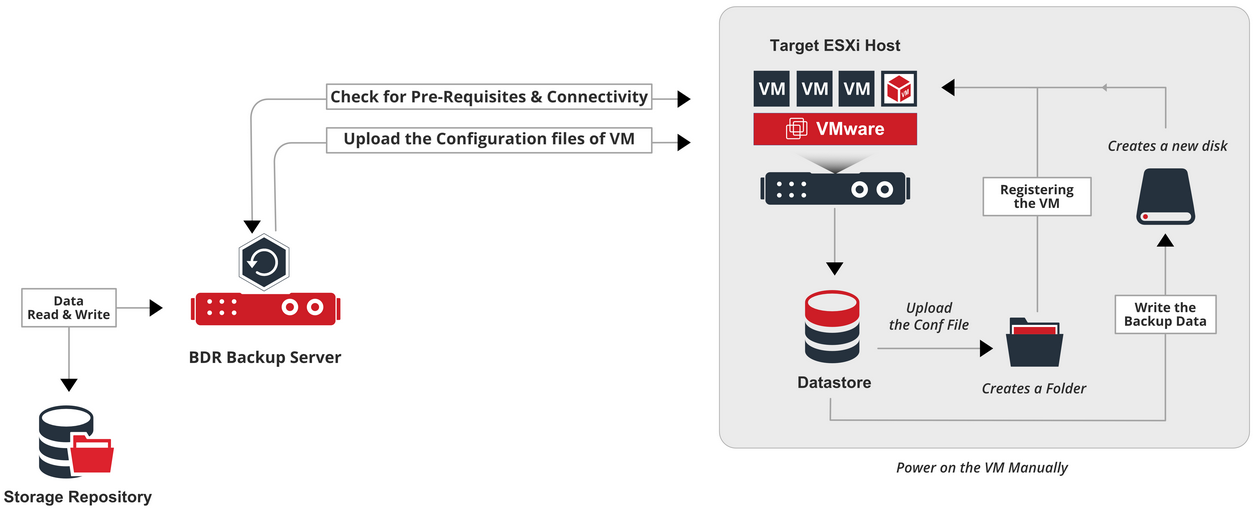 Target ESXi Host
VM VM VM VM
VMware
Check for Pre-Requisites & Connectivity
Upload the Configuration files of VM
Creates a new disk
Registering
the VM
Data
Read & Write
BDR Backup Server
Upload
the Conf File
Write the
Backup Data
Datastore
Creates a Folder
Power on the VM Manually
Storage Repository